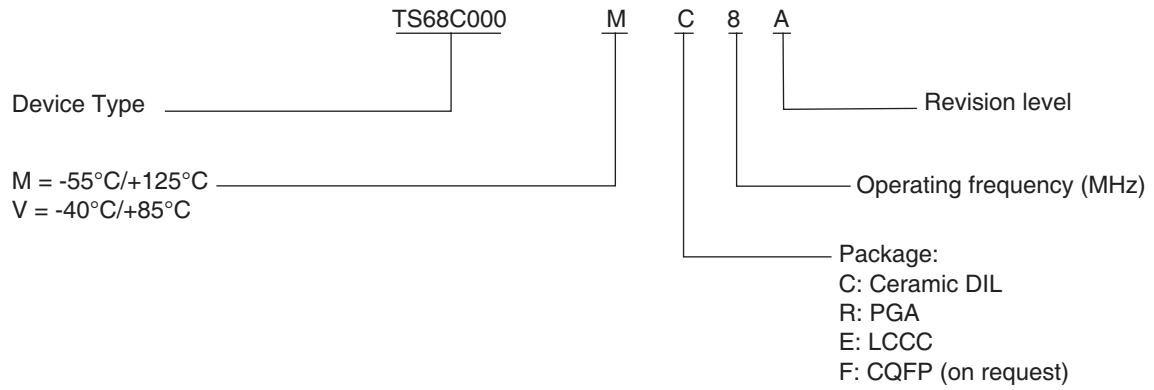 TS68C000 M C 8 A
Device Type
Revision level
M = -55°C/+125°C
V = -40°C/+85°C
Operating frequency (MHz)
Package:
C: Ceramic DIL
R: PGA
E: LCCC
F: CQFP (on request)